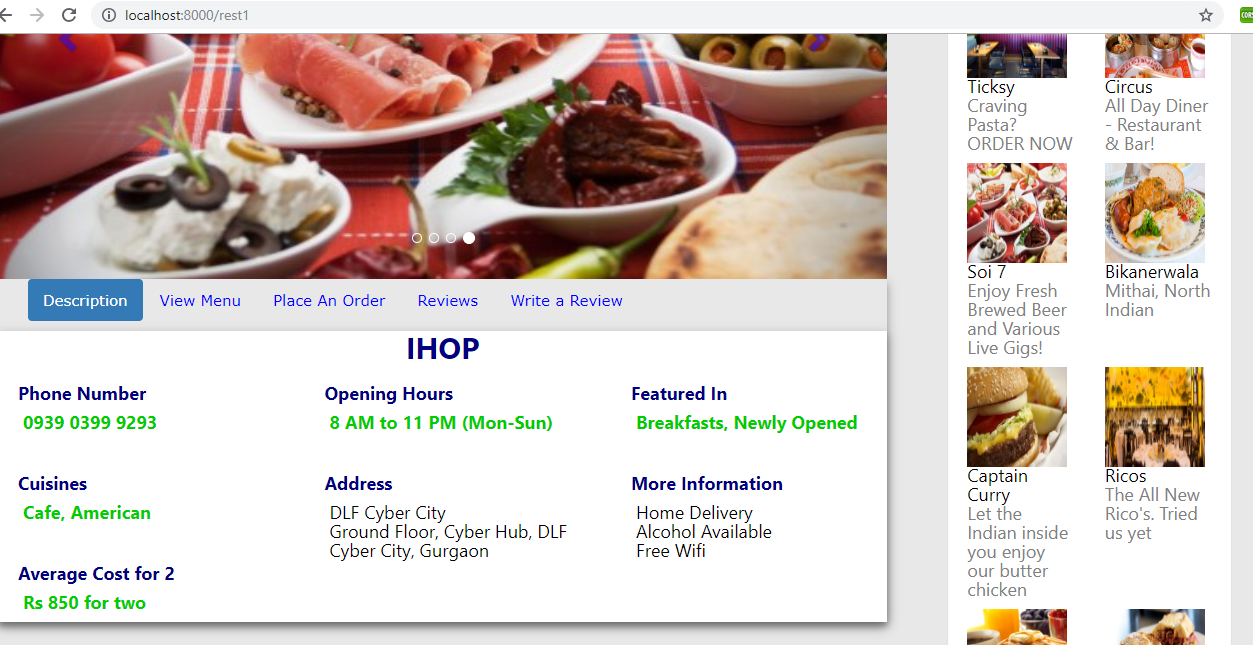 localhost:8000/rest1
COR
Description
View Menu
Place An Order
Reviews
Write a Review
IHOP
Phone Number
0939 0399 9293
Opening Hours
8 AM to 11 PM (Mon-Sun)
Featured In
Breakfasts, Newly Opened
Cuisines
Cafe, American
Address
DLF Cyber City
Ground Floor, Cyber Hub, DLF
Cyber City, Gurgaon
More Information
Home Delivery
Alcohol Available
Free Wifi
Average Cost for 2
Rs 850 for two
Ticksy
Craving
Pasta?
ORDER NOW
Circus
All Day Diner
- Restaurant
& Bar!
Soi 7
Enjoy Fresh
Brewed Beer
and Various
Live Gigs!
Bikanerwala
Mithai, North
Indian
Captain
Curry
Let the
Indian inside
you enjoy
our butter
chicken
Ricos
The All New
Rico's. Tried
us yet